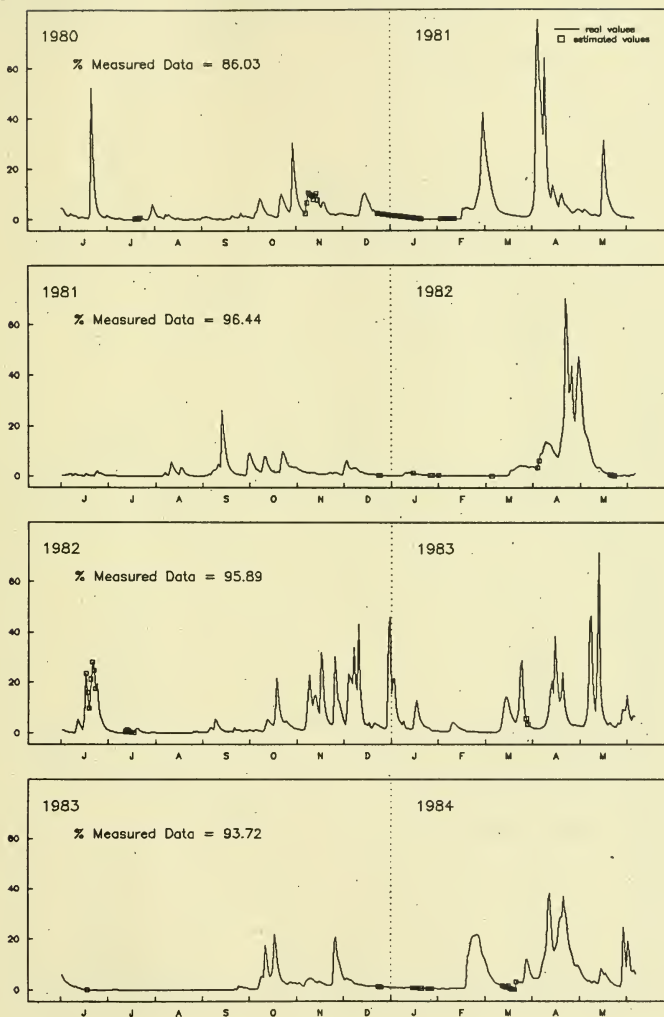 1980 1981 real values
estimated values
% Measured Data = 86.03
60
40
20
0
J J A S O N D J F M A M
1981 1982
% Measured Data = 96.44
60
40
20
0
J J A S O N D J F M A M
1982 1983
% Measured Data = 95.89
60
40
20
0
J J A S O N D J F M A M
1983 1984
% Measured Data = 93.72
60
40
20
0
J J A S O N D J F M A M